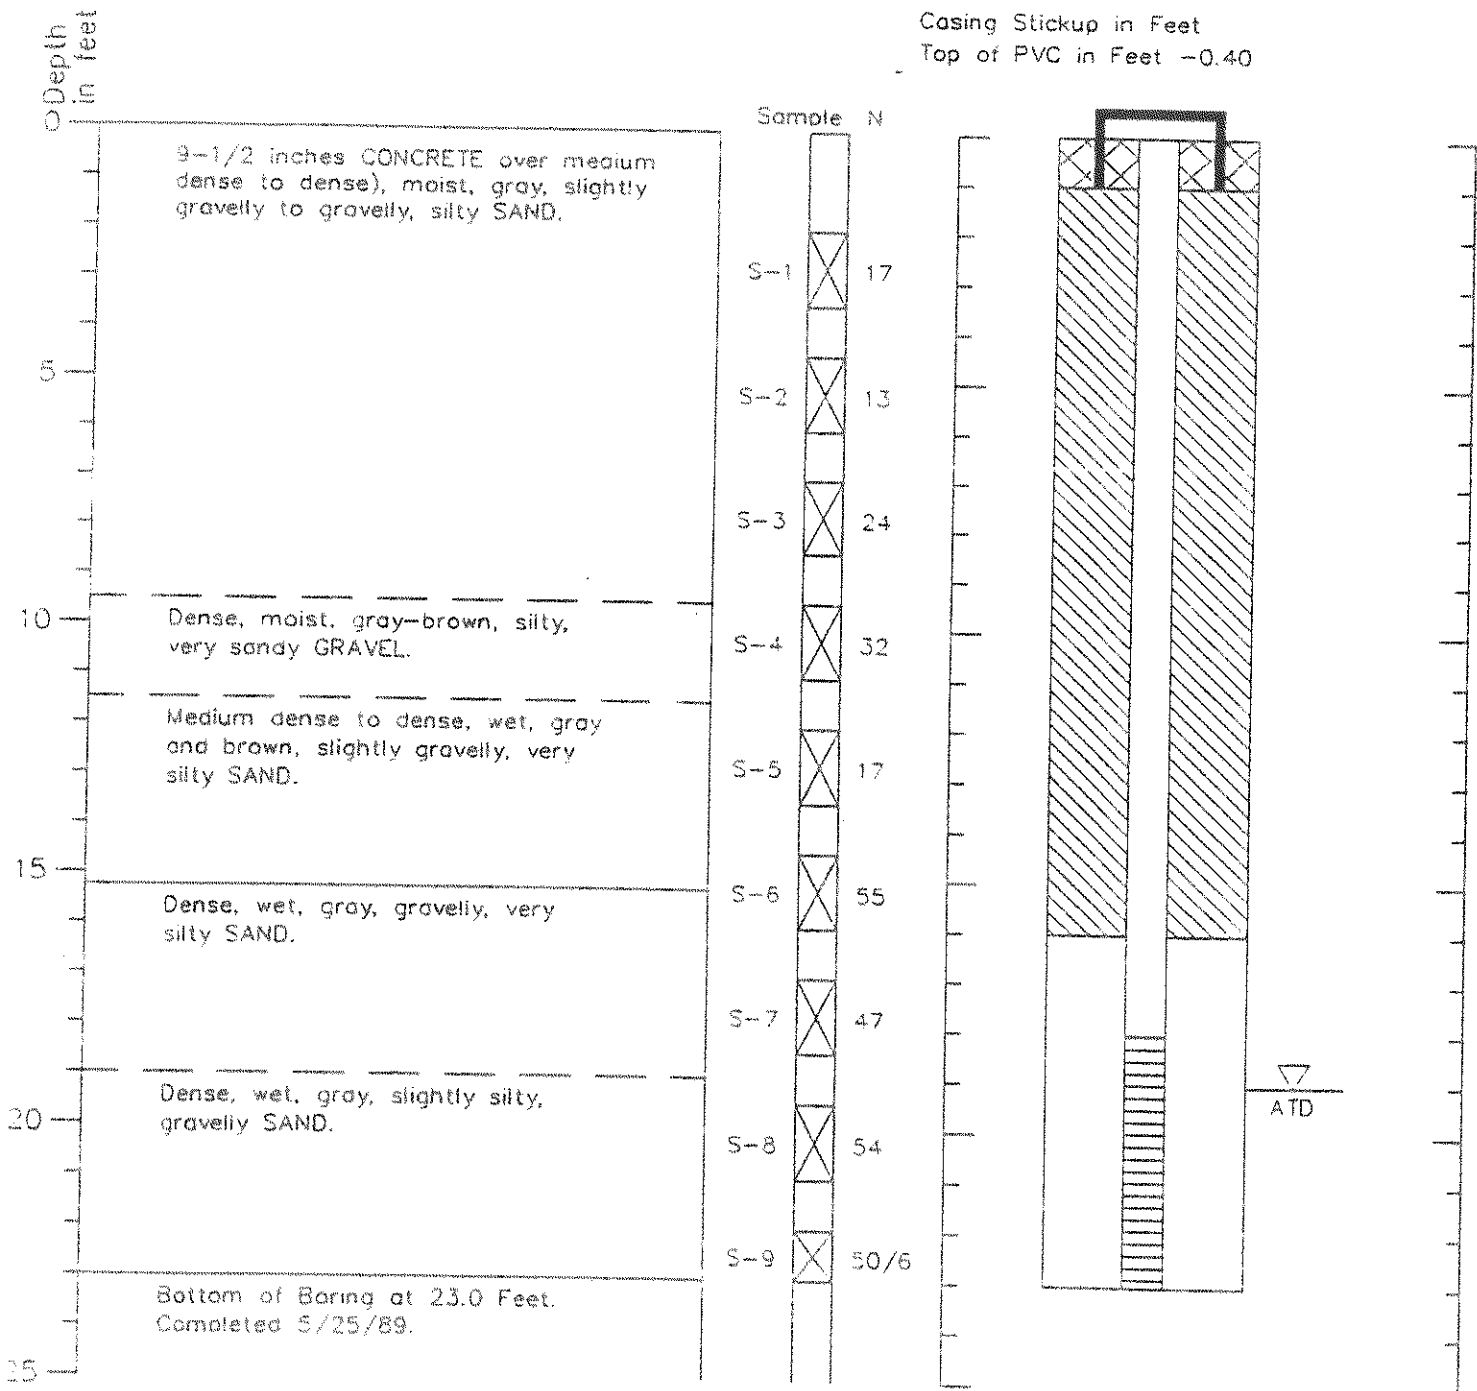 Depth
in feet
Casing Stickup in Feet
Top of PVC in Feet -0.40
Sample N
0
9-1/2 inches CONCRETE over medium
dense to dense), moist, gray, slightly
gravelly to gravelly, silty SAND.
S-1 17
5
S-2 13
S-3 24
10
Dense, moist, gray-brown, silty,
very sandy GRAVEL.
S-4 32
Medium dense to dense, wet, gray
and brown, slightly gravelly, very
silty SAND.
S-5 17
15
S-6 55
Dense, wet, gray, gravelly, very
silty SAND.
S-7 47
Dense, wet, gray, slightly silty,
gravelly SAND.
ATD
20
S-8 54
S-9 50/6
Bottom of Boring at 23.0 Feet.
Completed 5/25/89.
25